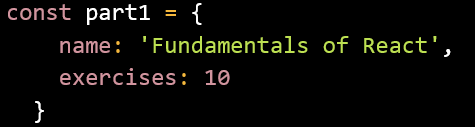 const part1 = {
    name: 'Fundamentals of React',
    exercises: 10
  }